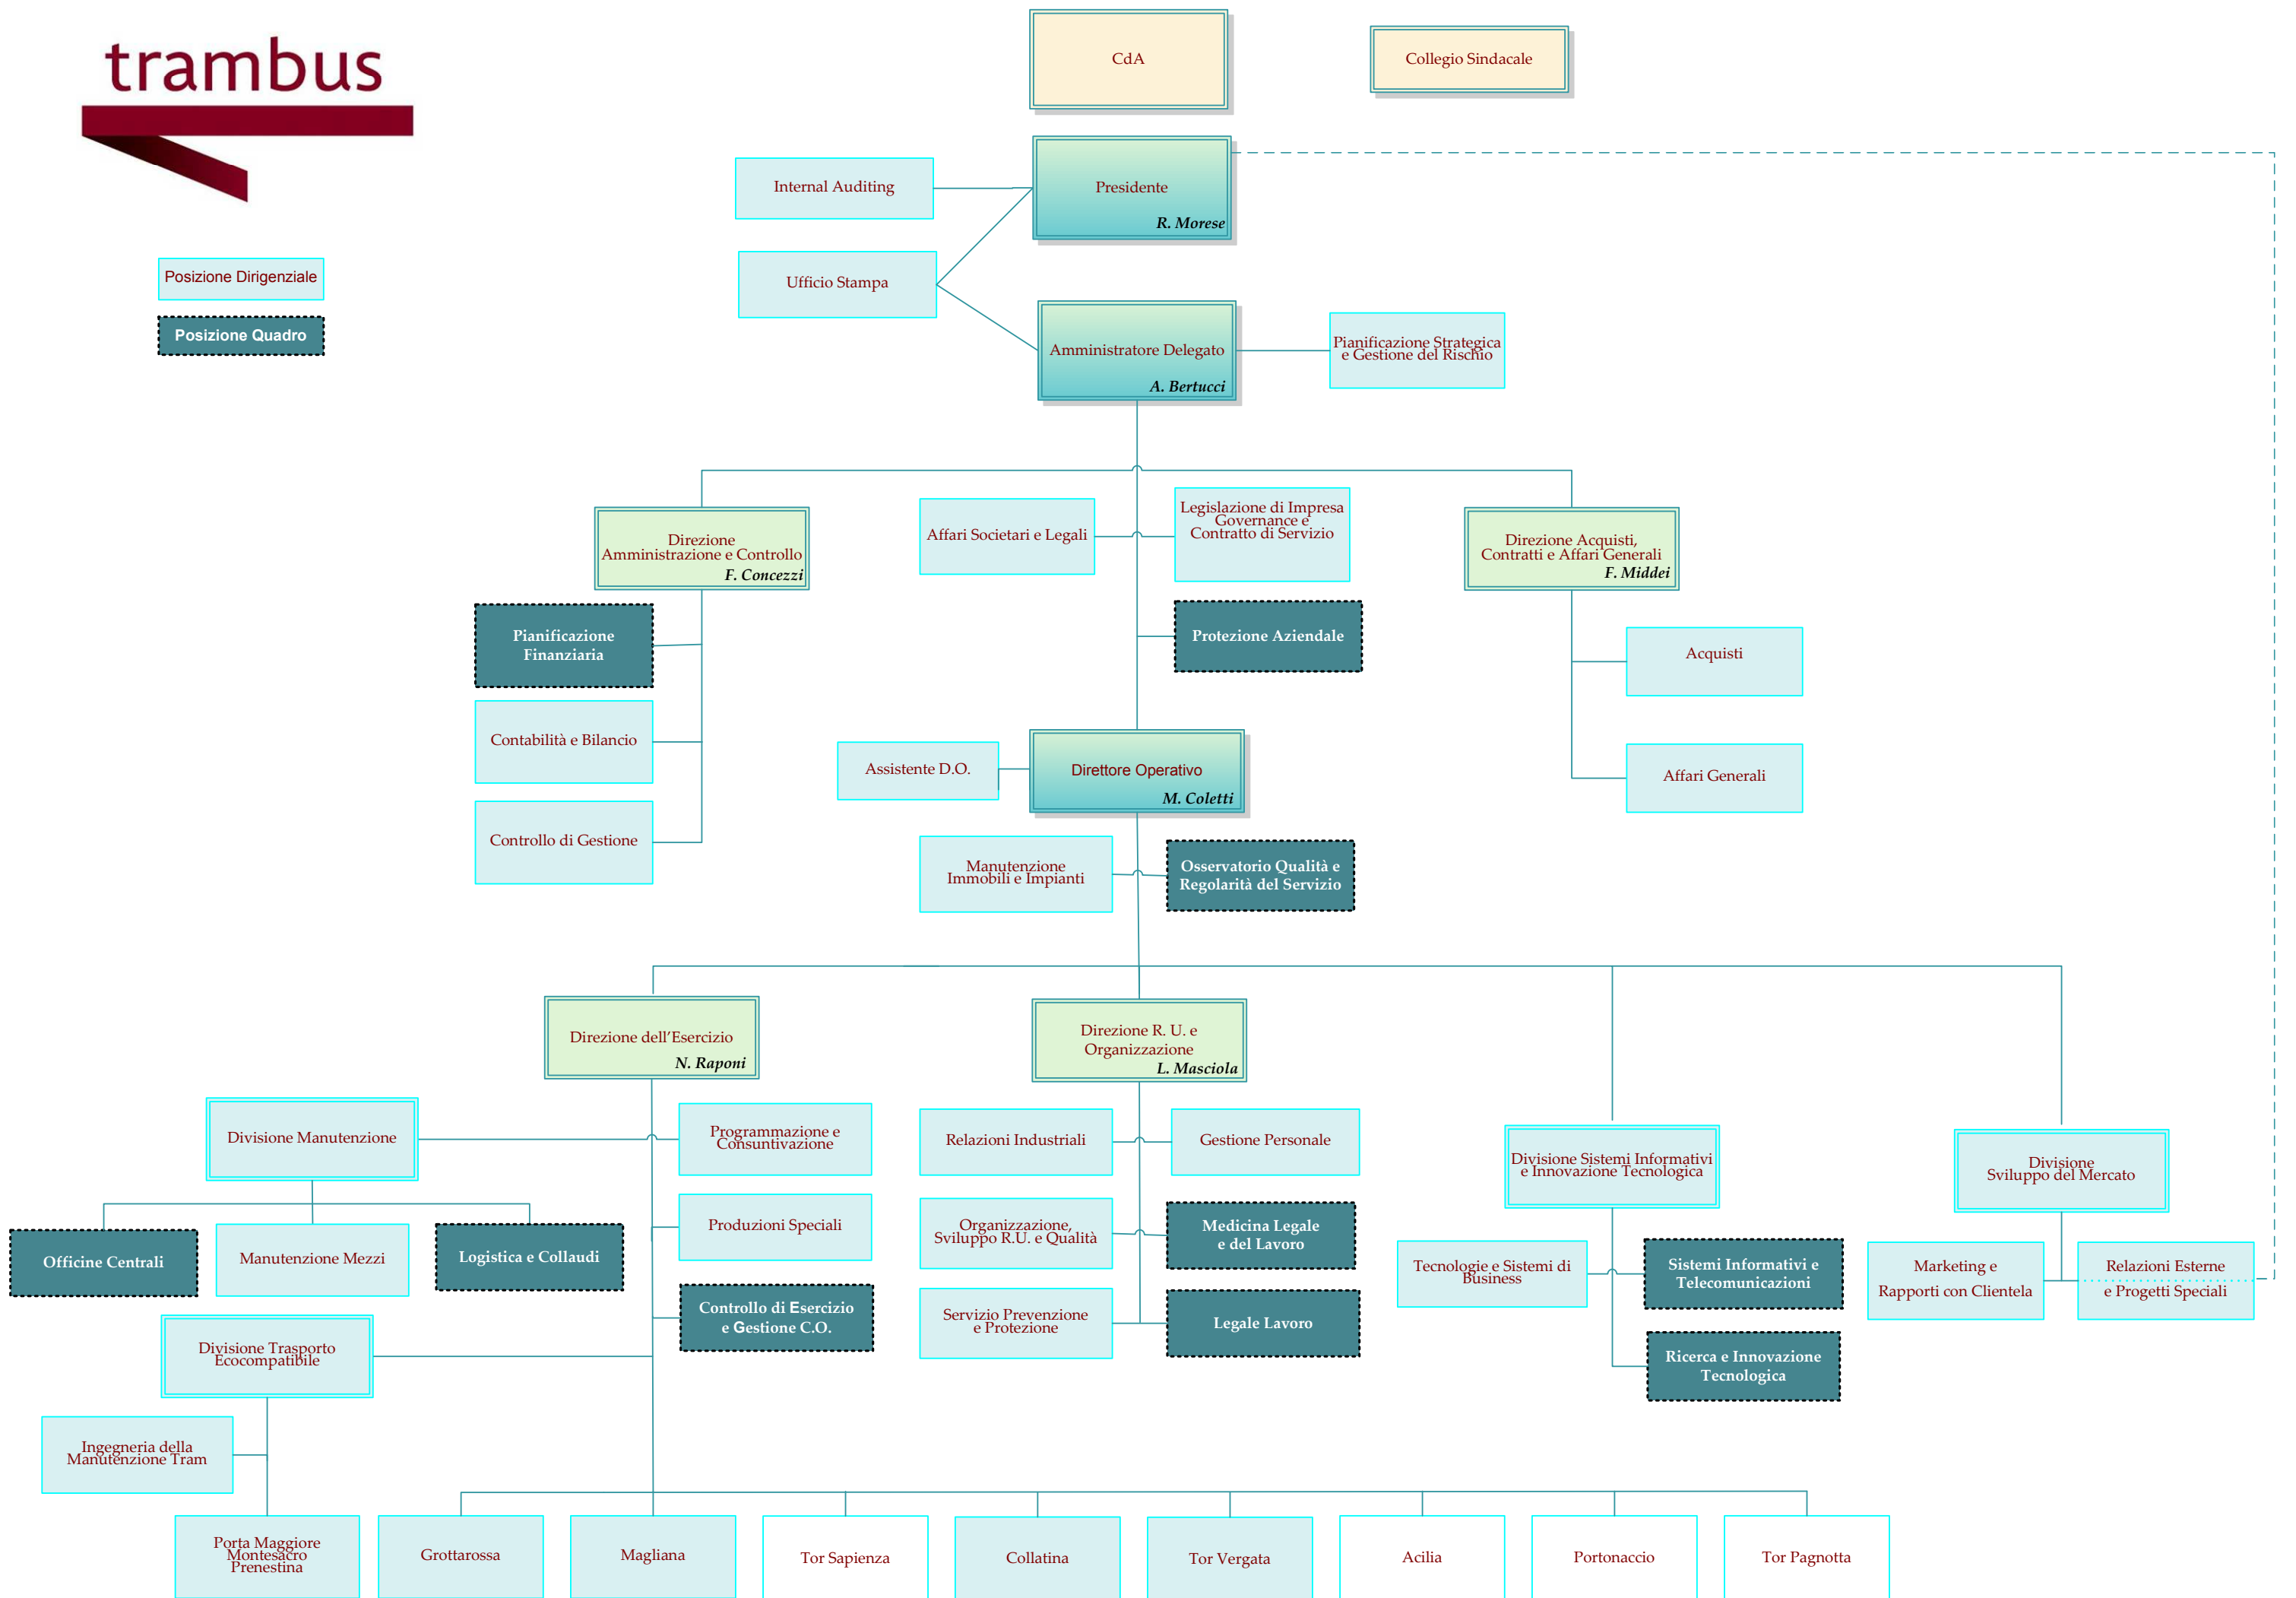 trambus
CdA
Collegio Sindacale
Internal Auditing
Presidente
R. Morese
Ufficio Stampa
Posizione Dirigenziale
Posizione Quadro
Amministratore Delegato
A. Bertucci
Pianificazione Strategica
e Gestione del Rischio
Direzione
Amministrazione e Controllo
F. Concezzi
Affari Societari e Legali
Legislazione di Impresa
Governance e
Contratto di Servizio
Direzione Acquisti,
Contratti e Affari Generali
F. Middei
Pianificazione
Finanziaria
Protezione Aziendale
Acquisti
Contabilità e Bilancio
Assistente D.O.
Direttore Operativo
M. Coletti
Affari Generali
Controllo di Gestione
Manutenzione
Immobili e Impianti
Osservatorio Qualità e
Regolarità del Servizio
Direzione dell'Esercizio
N. Raponi
Direzione R. U. e
Organizzazione
L. Masciola
Divisione Manutenzione
Programmazione e
Consuntivazione
Relazioni Industriali
Gestione Personale
Divisione Sistemi Informativi
e Innovazione Tecnologica
Divisione
Sviluppo del Mercato
Officine Centrali
Manutenzione Mezzi
Logistica e Collaudi
Produzioni Speciali
Organizzazione,
Sviluppo R.U. e Qualità
Medicina Legale
e del Lavoro
Tecnologie e Sistemi di
Business
Sistemi Informativi e
Telecomunicazioni
Marketing e
Rapporti con Clientela
Relazioni Esterne
e Progetti Speciali
Controllo di Esercizio
e Gestione C.O.
Servizio Prevenzione
e Protezione
Legale Lavoro
Divisione Trasporto
Ecocompatibile
Ricerca e Innovazione
Tecnologica
Ingegneria della
Manutenzione Tram
Porta Maggiore
Montesacro
Prenestina
Grottarossa
Magliana
Tor Sapienza
Collatina
Tor Vergata
Acilia
Portonaccio
Tor Pagnotta